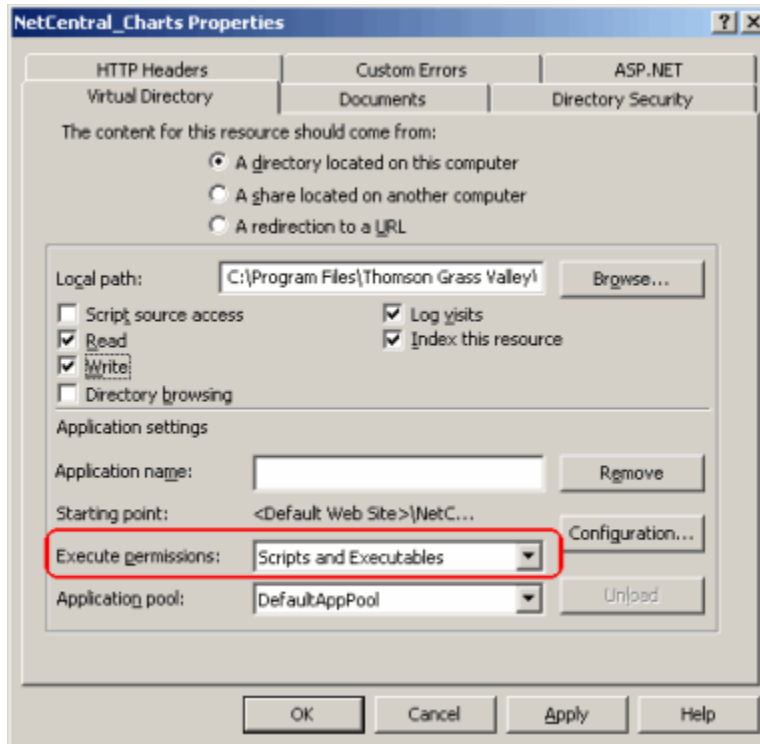 NetCentral_Charts Properties
HTTP Headers Custom Errors ASP.NET
Virtual Directory Documents Directory Security
The content for this resource should come from:
A directory located on this computer
A share located on another computer
A redirection to a URL
Local path: C:\Program Files\Thomson Grass Valley\ Browse...
Script source access Log visits
Read Index this resource
Write
Directory browsing
Application settings
Application name: Remove
Starting point: <Default Web Site>\NetC...
Configuration...
Execute permissions: Scripts and Executables
Application pool: DefaultAppPool Unload
OK Cancel Apply Help